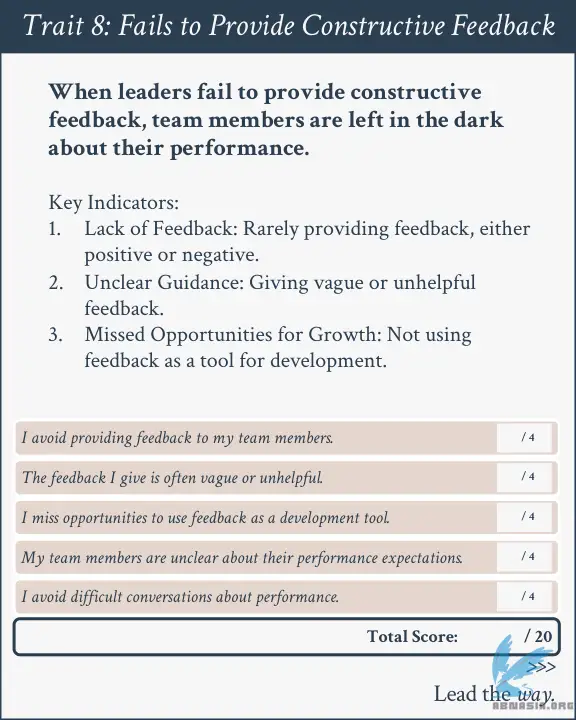 Trait 8: Fails to Provide Constructive Feedback
When leaders fail to provide constructive
feedback, team members are left in the dark
about their performance.
Key Indicators:
1. Lack of Feedback: Rarely providing feedback, either
positive or negative.
2. Unclear Guidance: Giving vague or unhelpful
feedback.
3. Missed Opportunities for Growth: Not using
feedback as a tool for development.
I avoid providing feedback to my team members. / 4
The feedback I give is often vague or unhelpful. / 4
I miss opportunities to use feedback as a development tool. / 4
My team members are unclear about their performance expectations. / 4
I avoid difficult conversations about performance. / 4
Total Score: / 20
>>>
Lead the way.
ABMASIA.ORG